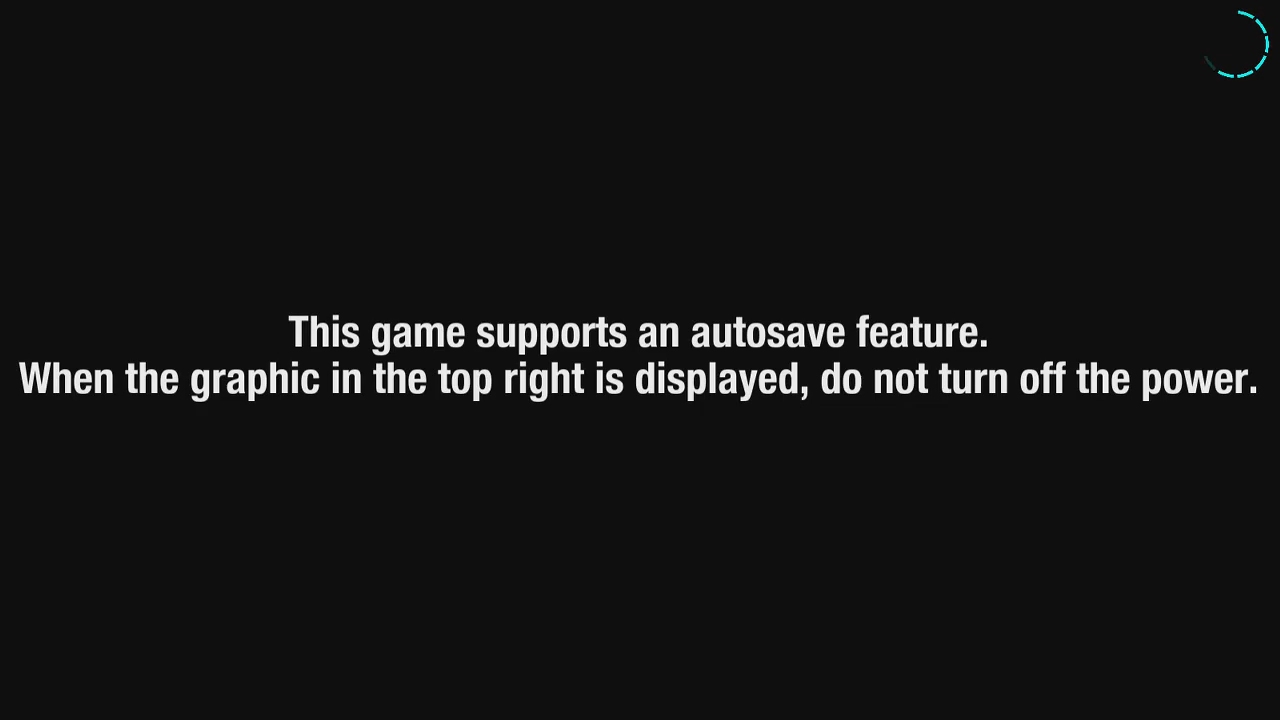 This game supports an autosave feature.
When the graphic in the top right is displayed, do not turn off the power.